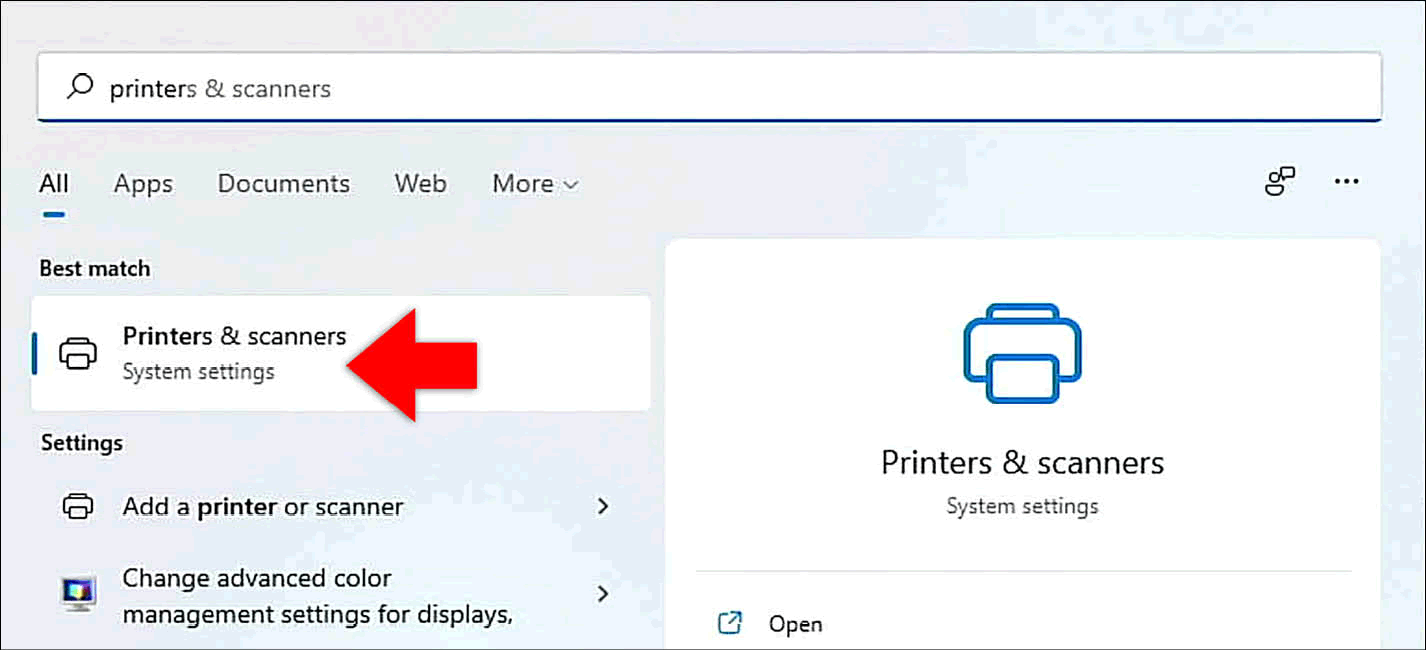 printers & scanners
All Apps Documents Web More
Best match
Printers & scanners
System settings
Settings
Add a printer or scanner
Change advanced color
management settings for displays,
Printers & scanners
System settings
Open